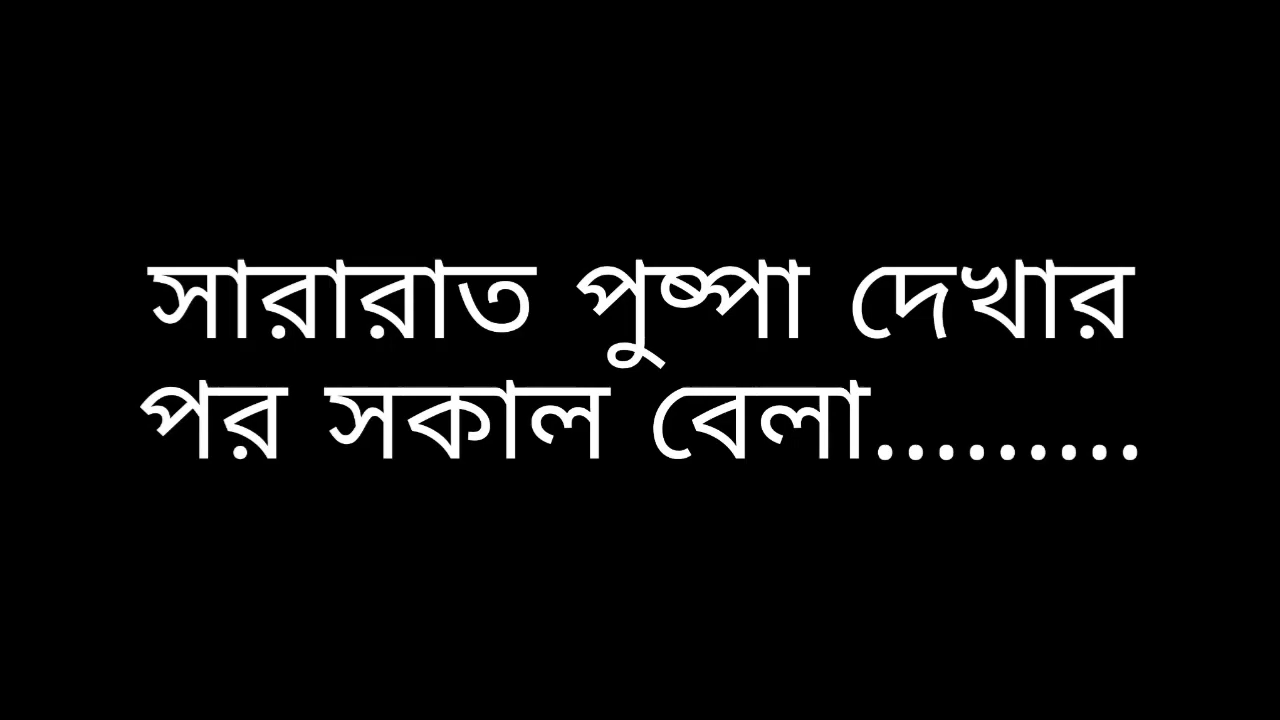 সারারাত পুষ্পা দেখার
পর সকাল বেলা.........